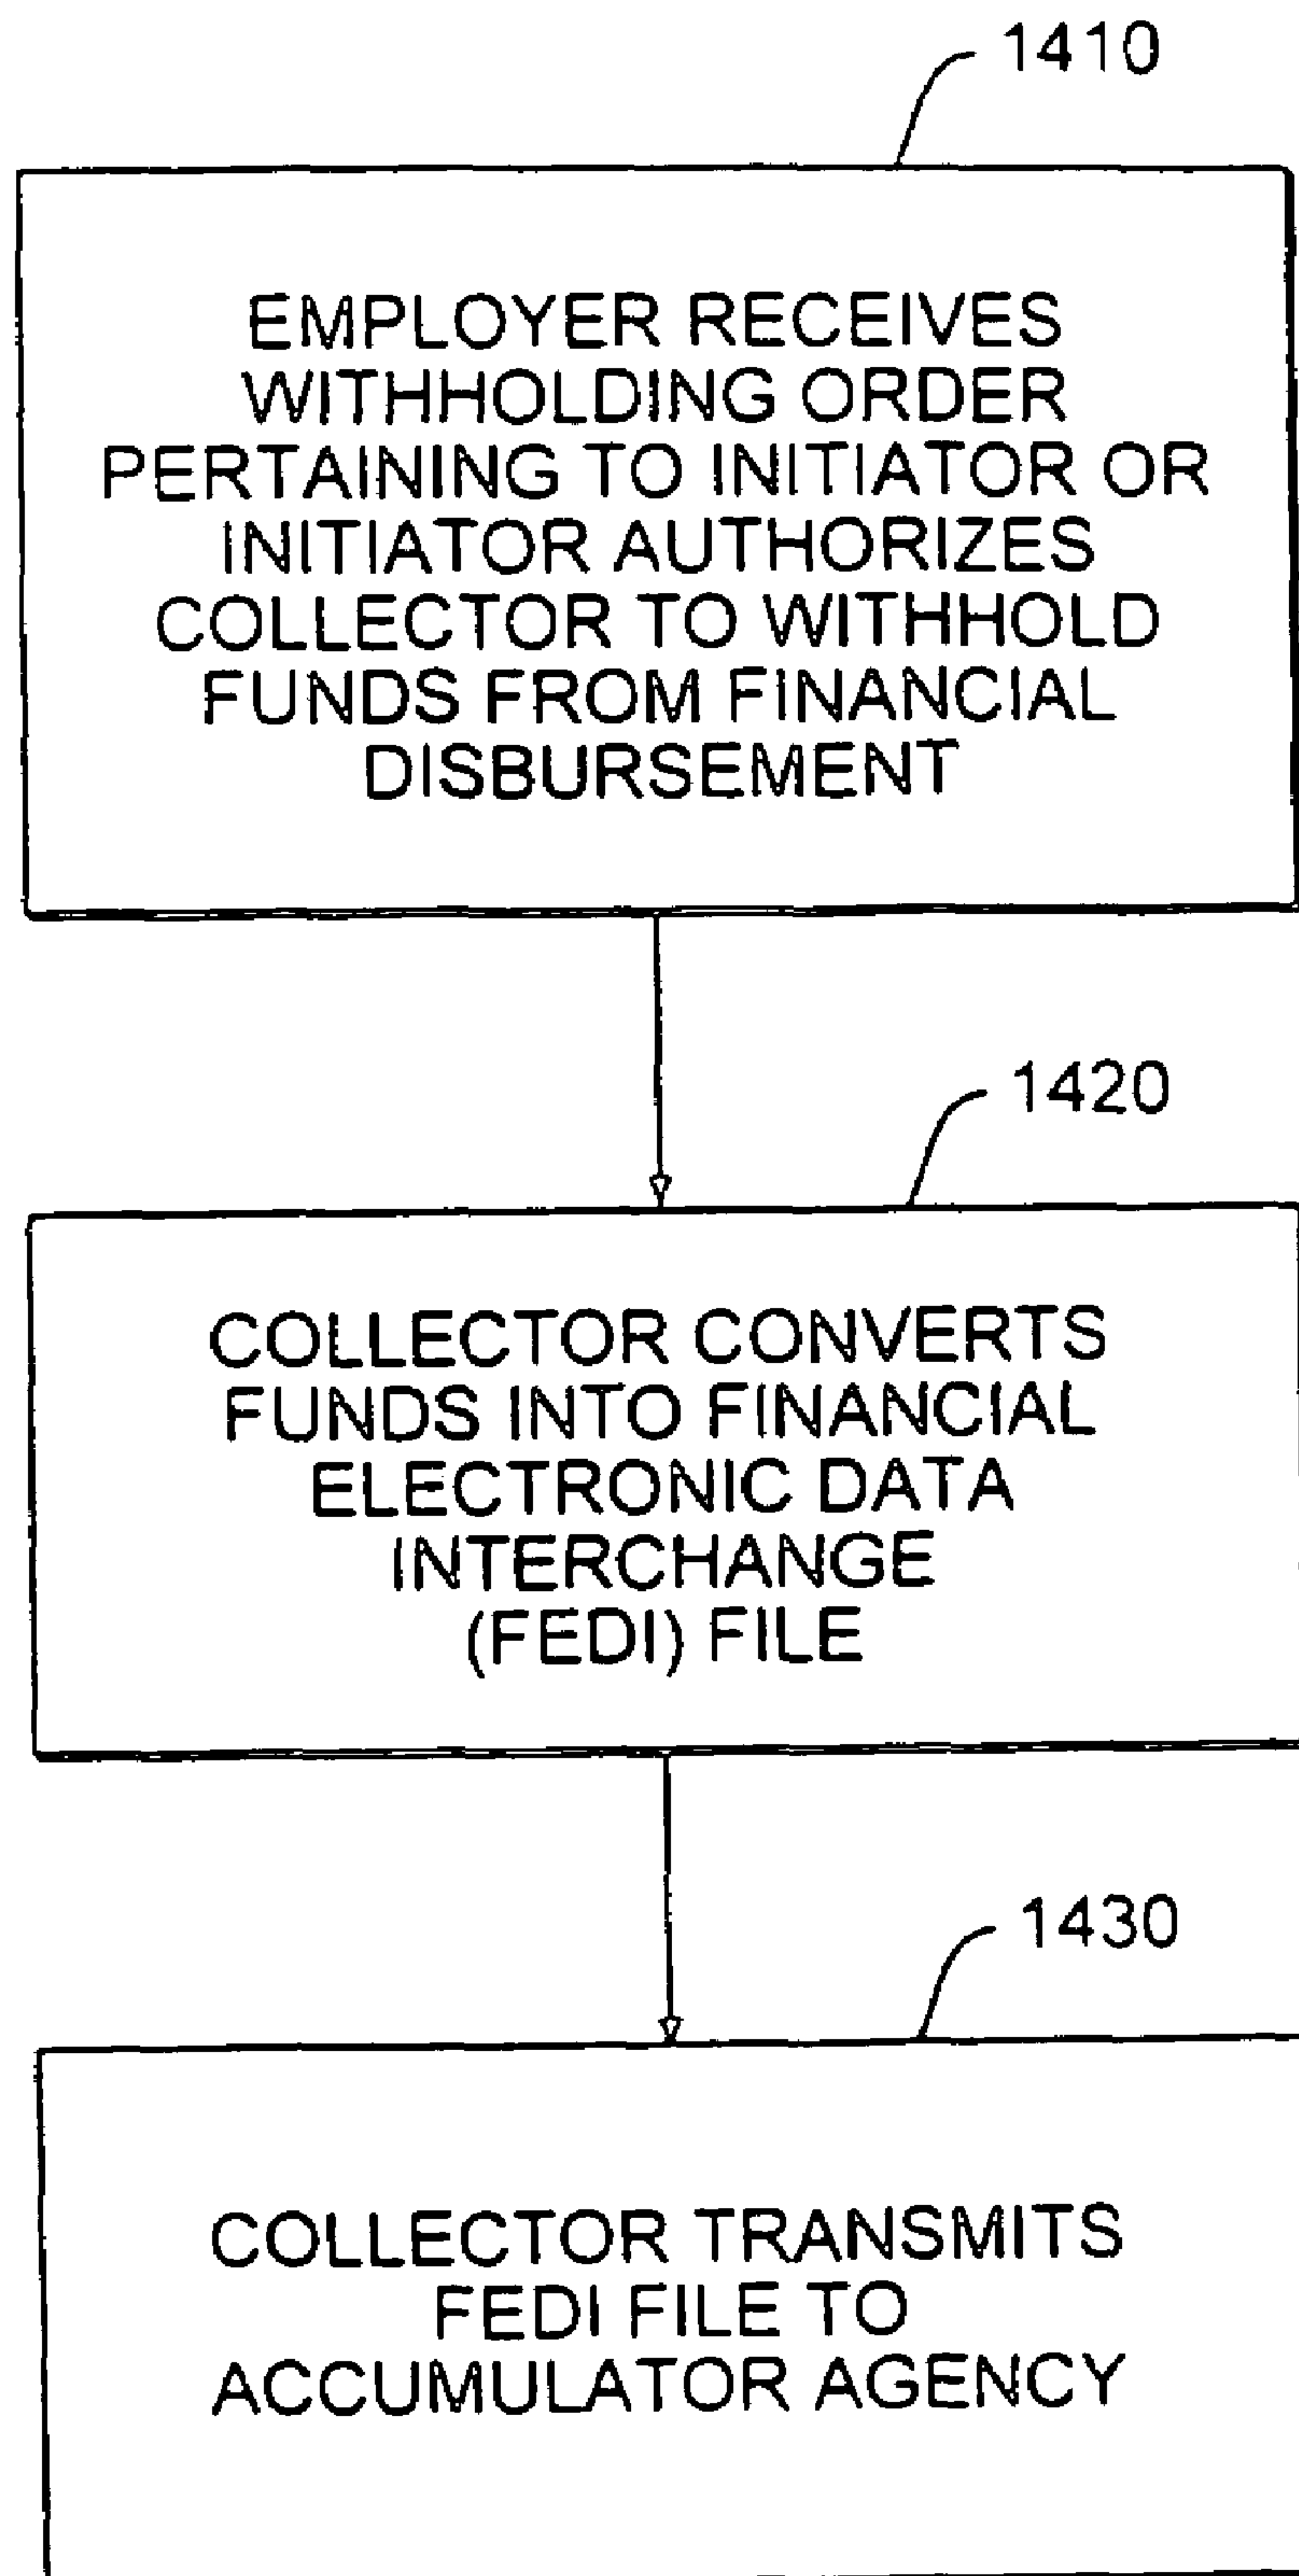 1410
EMPLOYER RECEIVES
WITHHOLDING ORDER
PERTAINING TO INITIATOR OR
INITIATOR AUTHORIZES
COLLECTOR TO WITHHOLD
FUNDS FROM FINANCIAL
DISBURSEMENT
1420
COLLECTOR CONVERTS
FUNDS INTO FINANCIAL
ELECTRONIC DATA
INTERCHANGE
(FEDI) FILE
1430
COLLECTOR TRANSMITS
FEDI FILE TO
ACCUMULATOR AGENCY